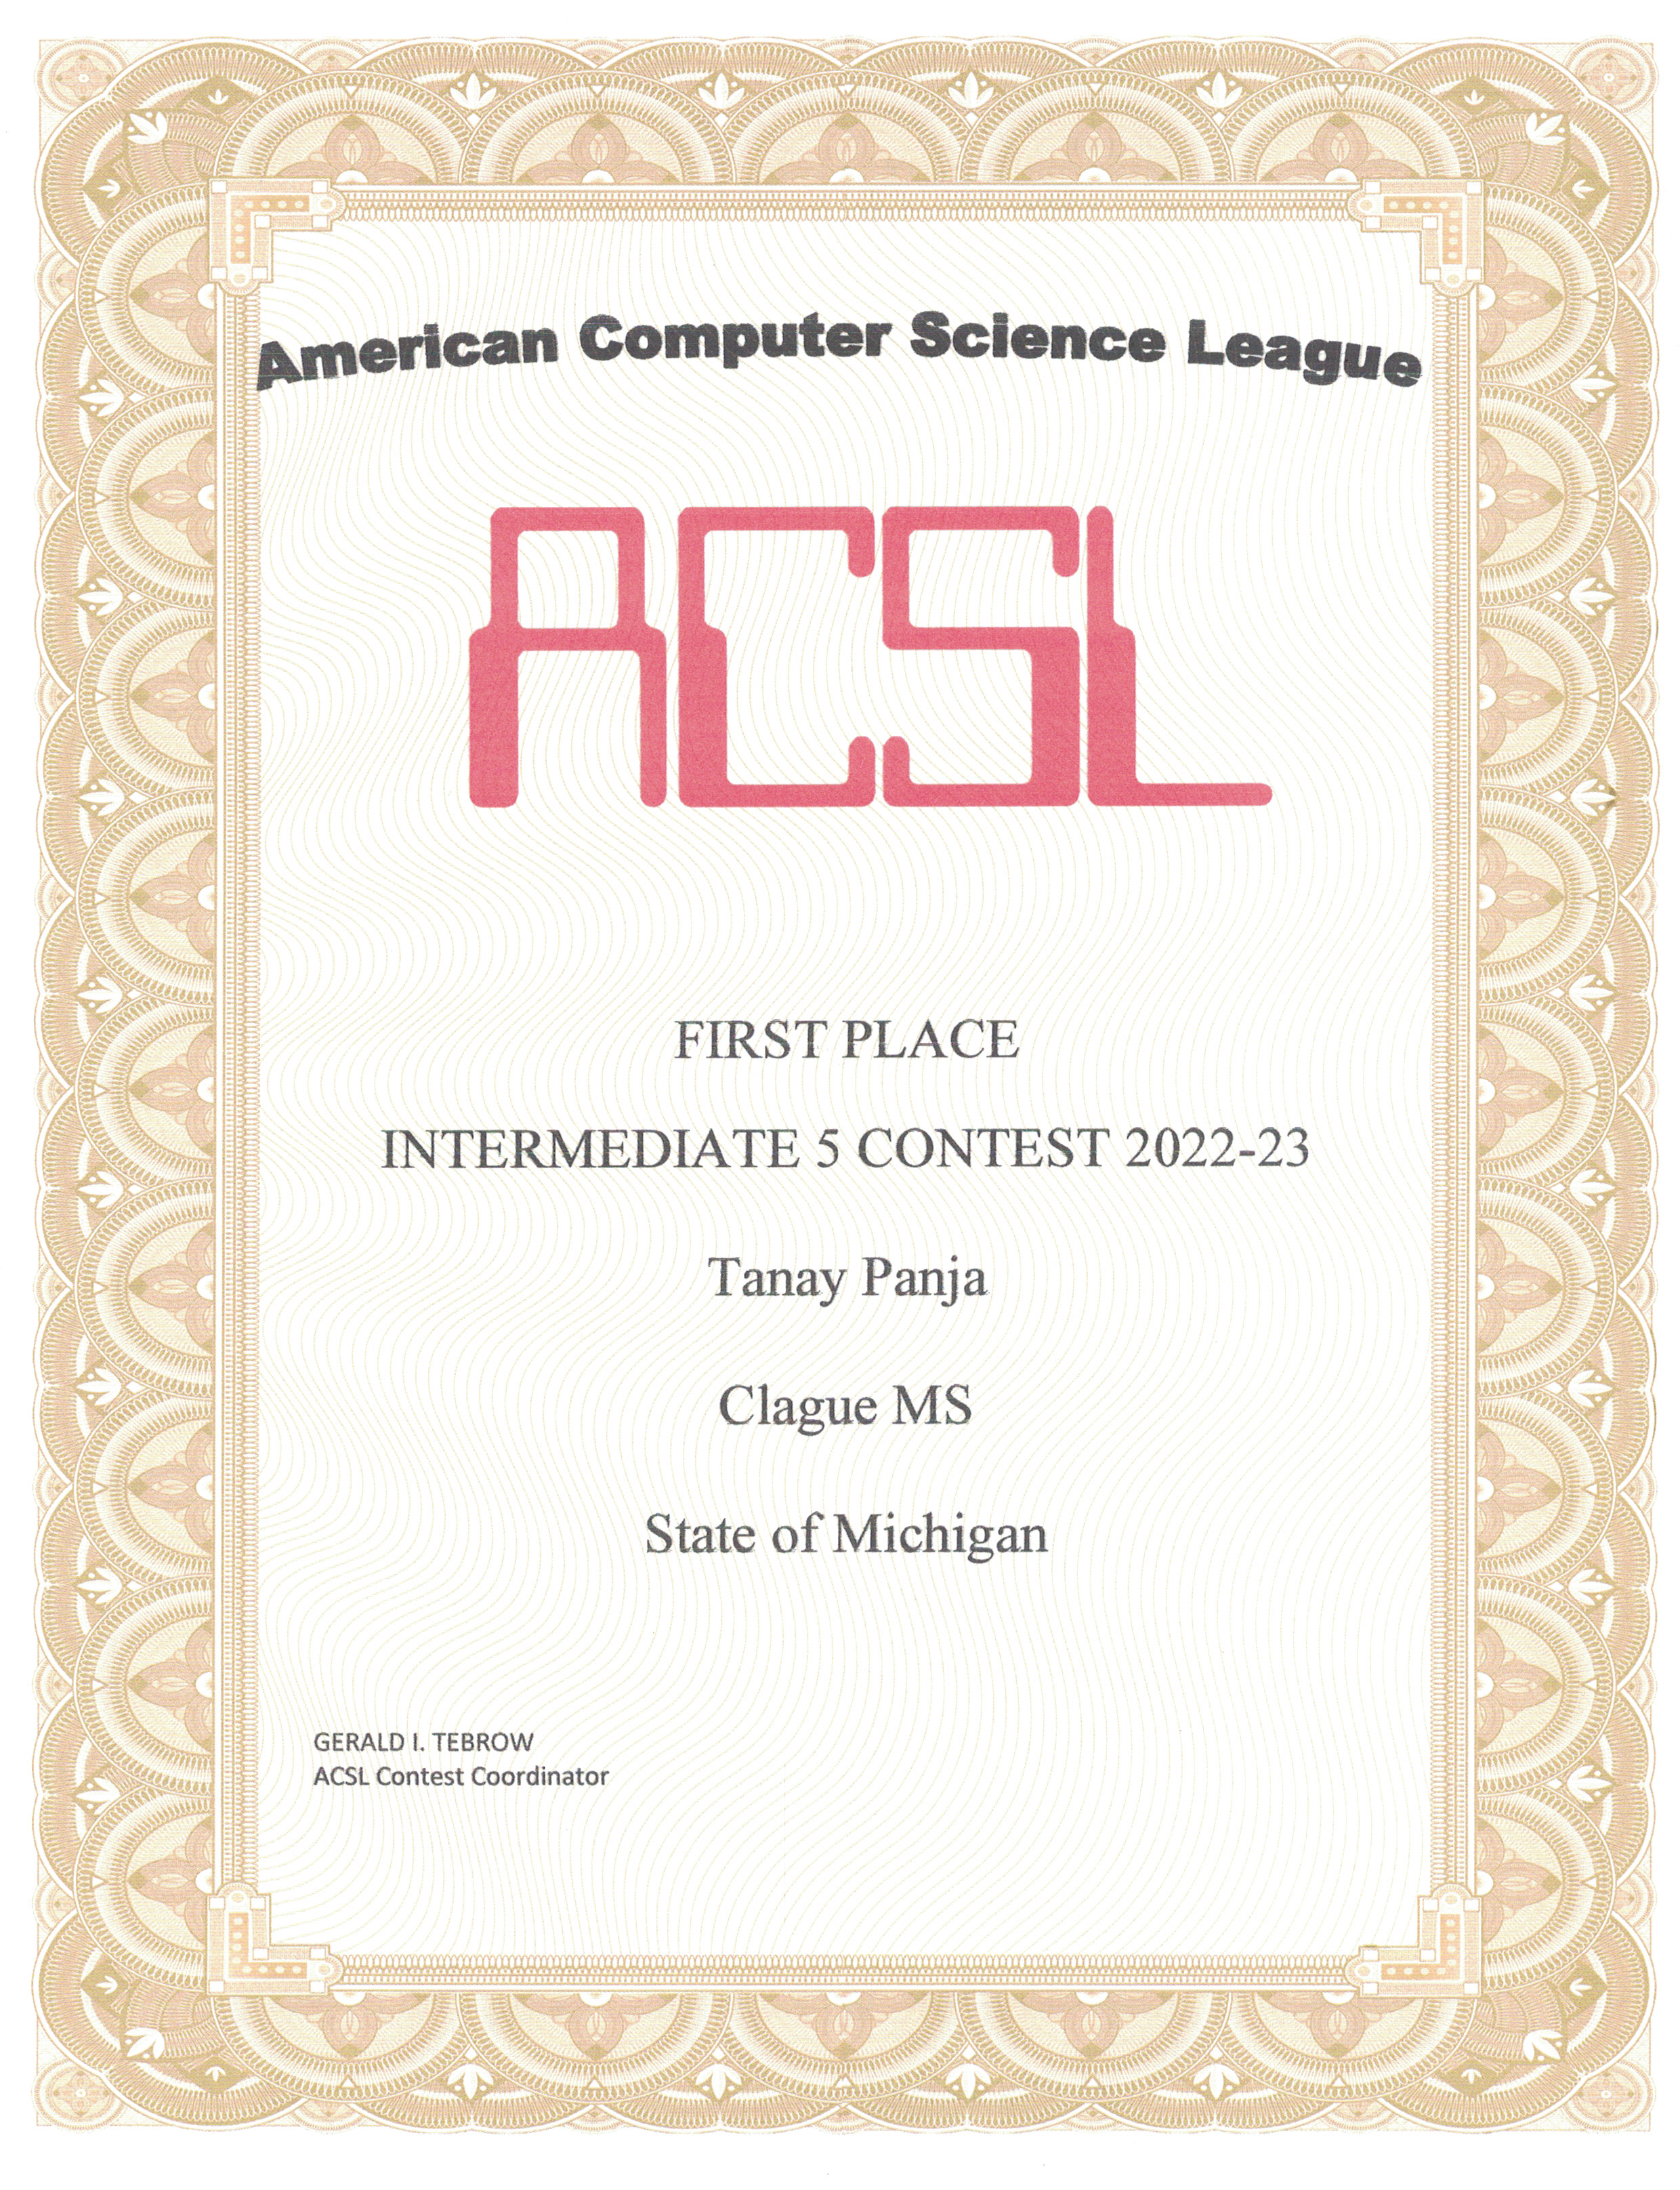 American Computer Science League
ACSL
FIRST PLACE
INTERMEDIATE 5 CONTEST 2022-23
Tanay Panja
Clague MS
State of Michigan
GERALD I. TEBROW
ACSL Contest Coordinator